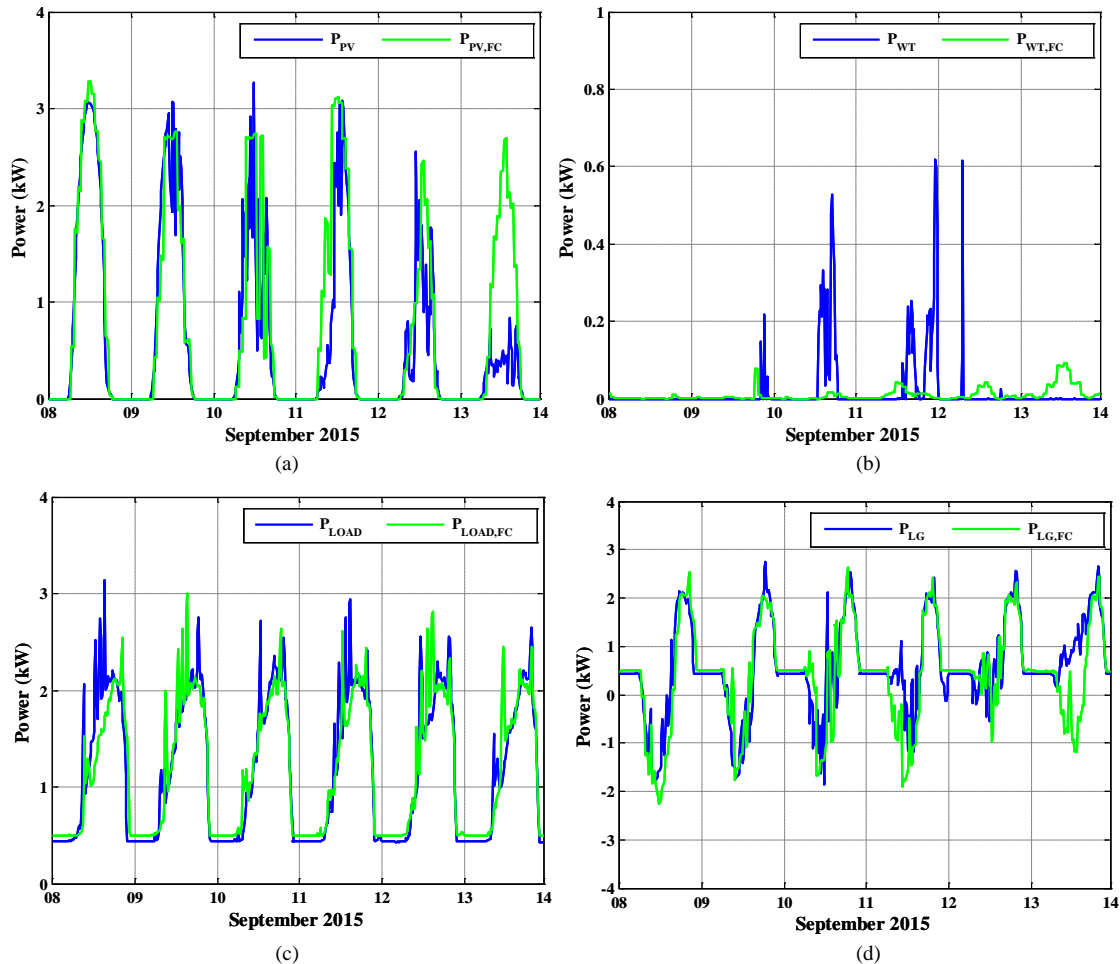 4
3
2
1
0
Power (kW)
P_PV P_PV,FC
08 09 10 11 12 13 14
September 2015
(a)
1
0.8
0.6
0.4
0.2
0
Power (kW)
P_WT P_WT,FC
08 09 10 11 12 13 14
September 2015
(b)
4
3
2
1
0
Power (kW)
P_LOAD P_LOAD,FC
08 09 10 11 12 13 14
September 2015
(c)
4
3
2
1
0
-1
-2
-3
-4
Power (kW)
P_LG P_LG,FC
08 09 10 11 12 13 14
September 2015
(d)